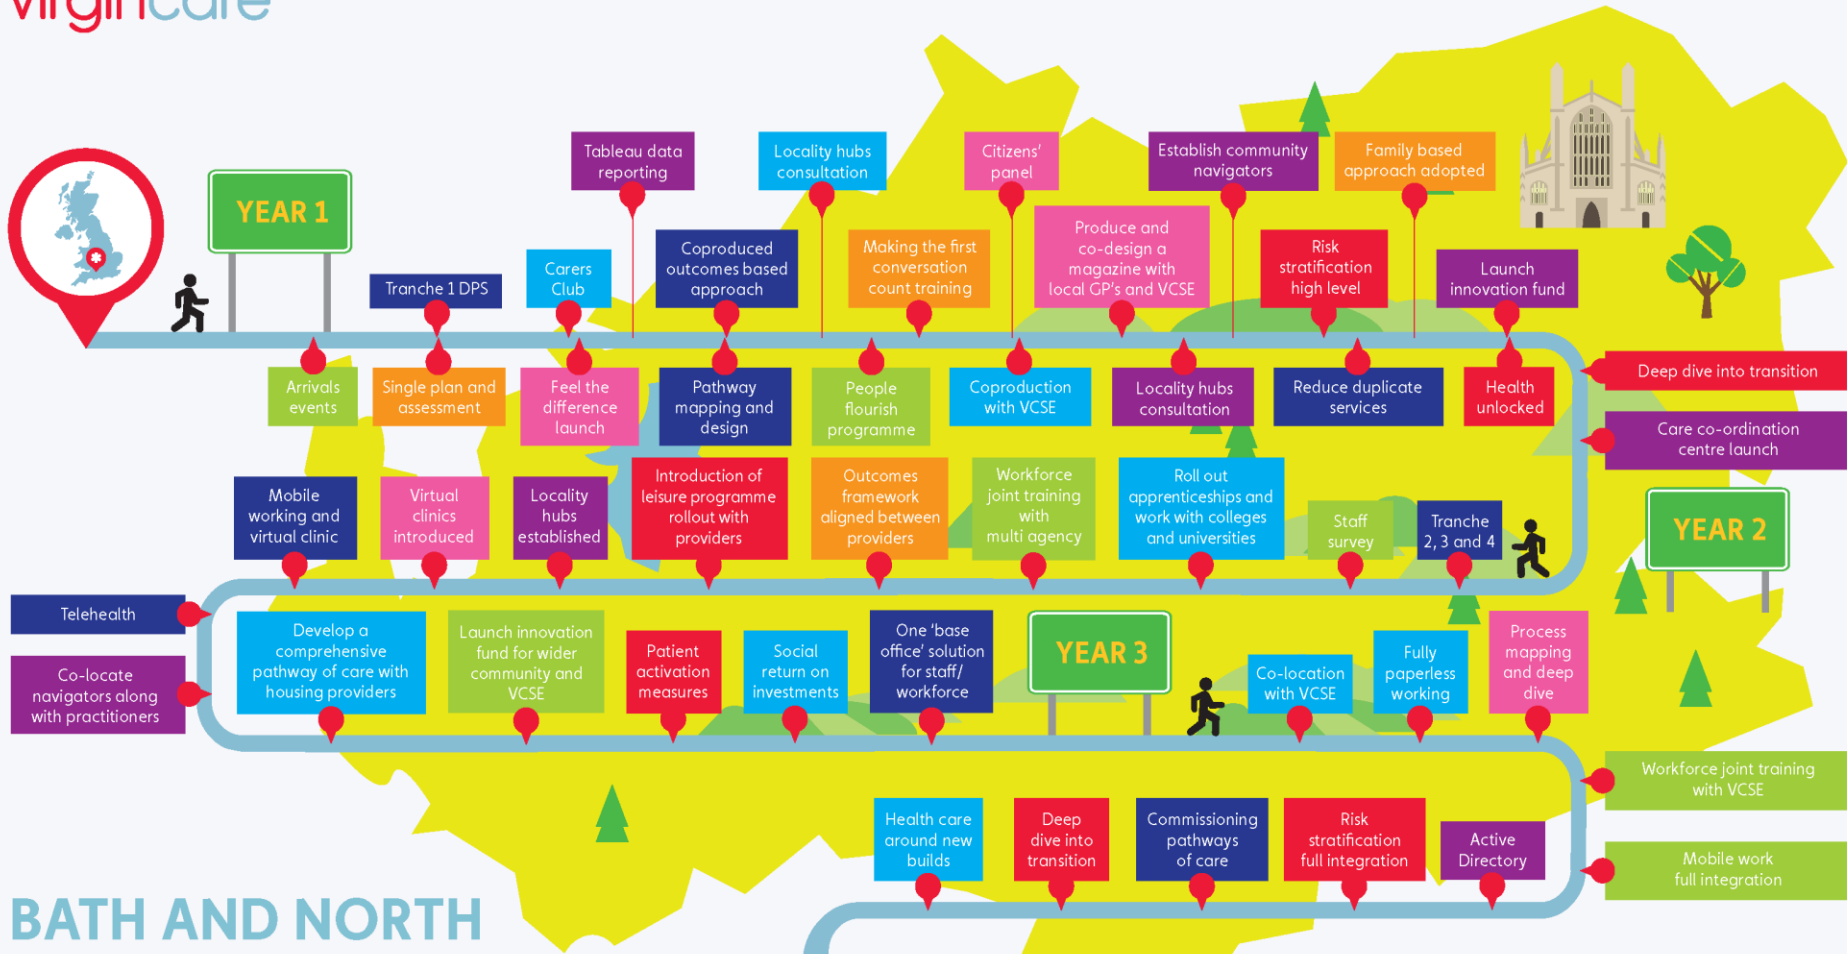 virgincare
YEAR 1
Tableau data
reporting
Locality hubs
consultation
Citizens'
panel
Establish community
navigators
Family based
approach adopted
Tranche 1 DPS
Carers
Club
Coproduced
outcomes based
approach
Making the first
conversation
count training
Produce and
co-design a
magazine with
local GP's and VCSE
Risk
stratification
high level
Launch
innovation fund
Arrivals
events
Single plan and
assessment
Feel the
difference
launch
Pathway
mapping and
design
People
flourish
programme
Coproduction
with VCSE
Locality hubs
consultation
Reduce duplicate
services
Health
unlocked
Deep dive into transition
Care co-ordination
centre launch
YEAR 2
Mobile
working and
virtual clinic
Virtual
clinics
introduced
Locality
hubs
established
Introduction of
leisure programme
rollout with
providers
Outcomes
framework
aligned between
providers
Workforce
joint training
with
multi agency
Roll out
apprenticeships and
work with colleges
and universities
Staff
survey
Tranche
2, 3 and 4
Telehealth
Co-locate
navigators along
with practitioners
Develop a
comprehensive
pathway of care with
housing providers
Launch innovation
fund for wider
community and
VCSE
Patient
activation
measures
Social
return on
investments
One 'base
office' solution
for staff/
workforce
YEAR 3
Co-location
with VCSE
Fully
paperless
working
Process
mapping
and deep
dive
Workforce joint training
with VCSE
Mobile work
full integration
Health care
around new
builds
Deep
dive into
transition
Commissioning
pathways
of care
Risk
stratification
full integration
Active
Directory
BATH AND NORTH